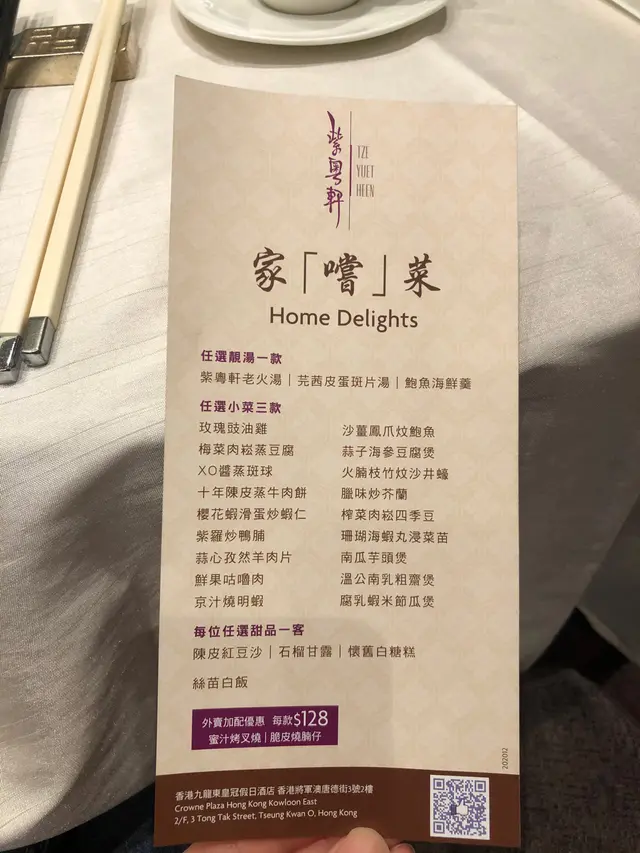 紫粵軒
TZE
YUET
HEEN
家「嚐」菜
Home Delights
任選靚湯一款
紫粵軒老火湯｜芫茜皮蛋斑片湯｜鮑魚海鮮羹
任選小菜三款
玫瑰豉油雞
梅菜肉崧蒸豆腐
XO醬蒸斑球
十年陳皮蒸牛肉餅
櫻花蝦滑蛋炒蝦仁
紫羅炒鴨脯
蒜心孜然羊肉片
鮮果咕嚕肉
京汁燒明蝦
沙薑鳳爪炆鮑魚
蒜子海參豆腐煲
火腩枝竹炆沙井蠔
臘味炒芥蘭
榨菜肉崧四季豆
珊瑚海蝦丸浸菜苗
南瓜芋頭煲
溫公南乳粗齋煲
腐乳蝦米節瓜煲
每位任選甜品一客
陳皮紅豆沙｜石榴甘露｜懷舊白糖糕
絲苗白飯
外賣加配優惠 每款$128
蜜汁烤叉燒｜脆皮燒腩仔
202012
香港九龍東皇冠假日酒店 香港將軍澳唐德街3號2樓
Crowne Plaza Hong Kong Kowloon East
2/F, 3 Tong Tak Street, Tseung Kwan O, Hong Kong